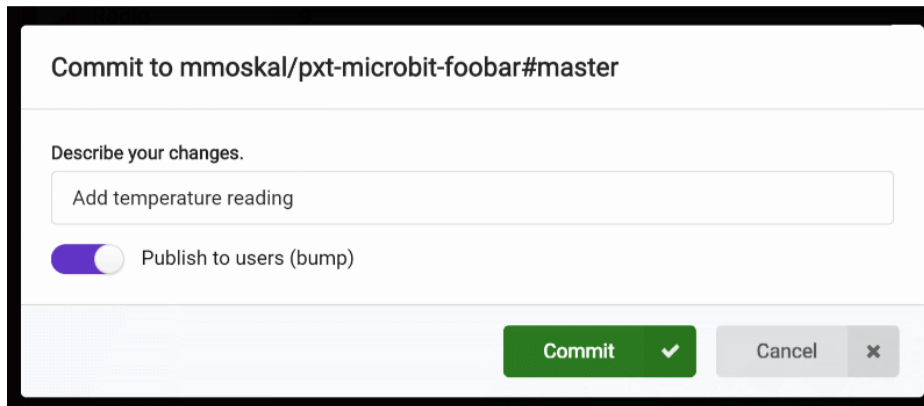 Commit to mmoskal/pxt-microbit-foobar#master
Describe your changes.
Add temperature reading
Publish to users (bump)
Commit
Cancel